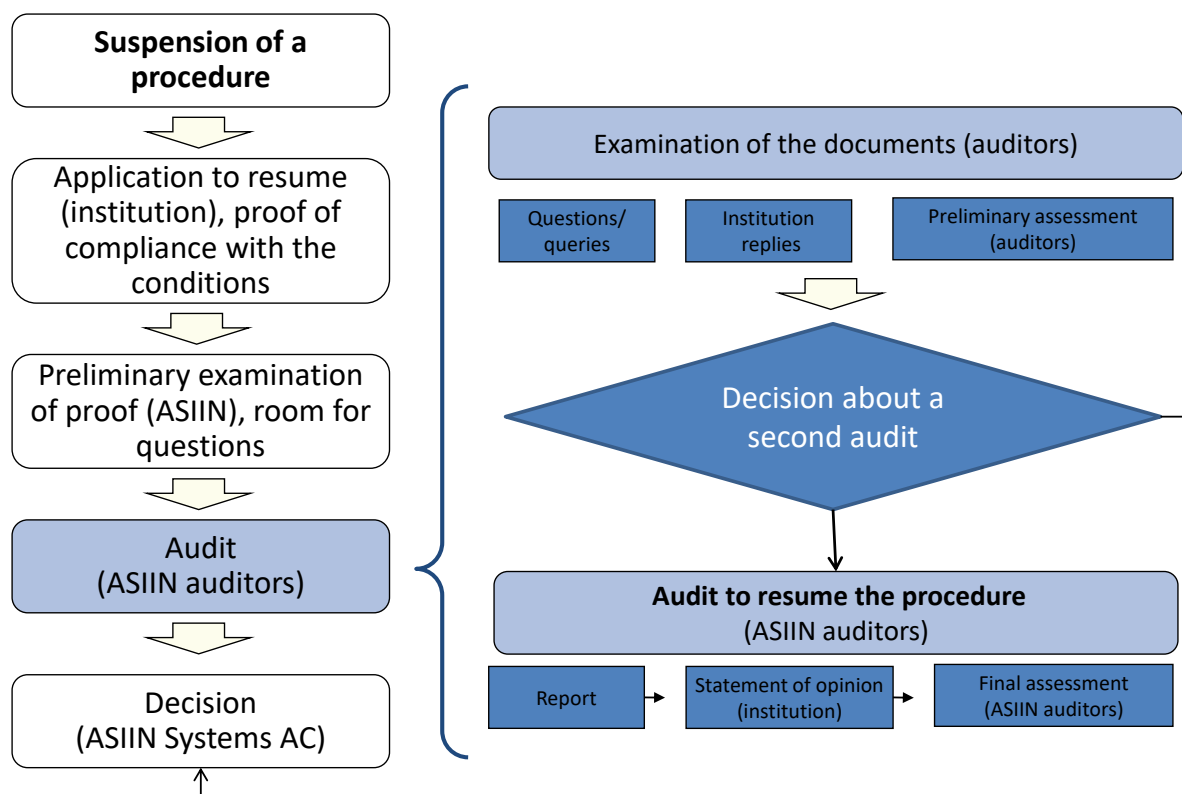 Suspension of a
procedure
Application to resume
(institution), proof of
compliance with the
conditions
Preliminary examination
of proof (ASIIN), room for
questions
Audit
(ASIIN auditors)
Decision
(ASIIN Systems AC)
Examination of the documents (auditors)
Questions/
queries
Institution
replies
Preliminary assessment
(auditors)
Decision about a
second audit
Audit to resume the procedure
(ASIIN auditors)
Report
Statement of opinion
(institution)
Final assessment
(ASIIN auditors)